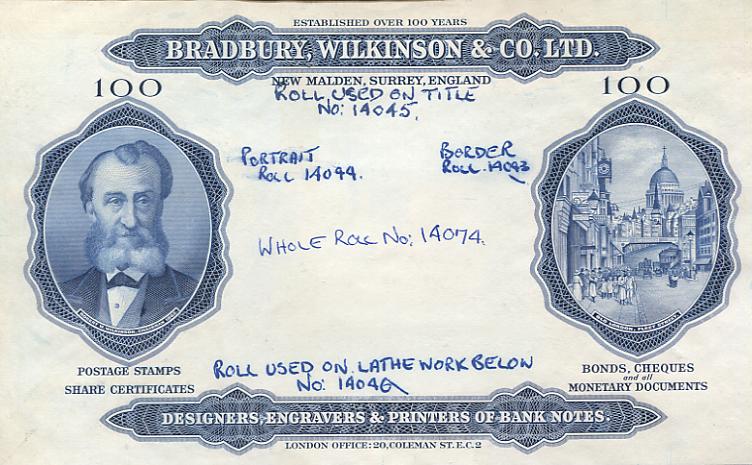 ESTABLISHED OVER 100 YEARS
BRADBURY, WILKINSON & CO. LTD.
NEW MALDEN, SURREY, ENGLAND
100
100
ROLL USED ON TITLE
No: 14045.
PORTRAIT
ROLL 14044.
BORDER
ROLL. 14043
WHOLE ROLL No: 14074.
POSTAGE STAMPS
SHARE CERTIFICATES
ROLL USED ON LATHEWORK BELOW
No: 14046
BONDS, CHEQUES
and all
MONETARY DOCUMENTS
DESIGNERS, ENGRAVERS & PRINTERS OF BANK NOTES.
LONDON OFFICE: 20, COLEMAN ST. E.C. 2